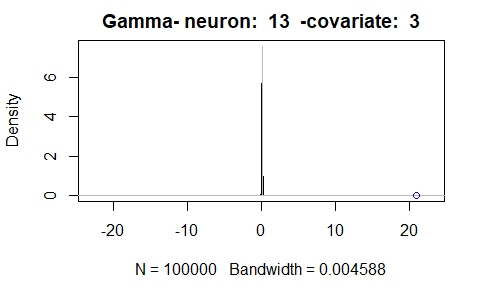 Gamma- neuron:  13  -covariate:  3
Density
6
4
2
0
-20 -10 0 10 20
N = 100000   Bandwidth = 0.004588